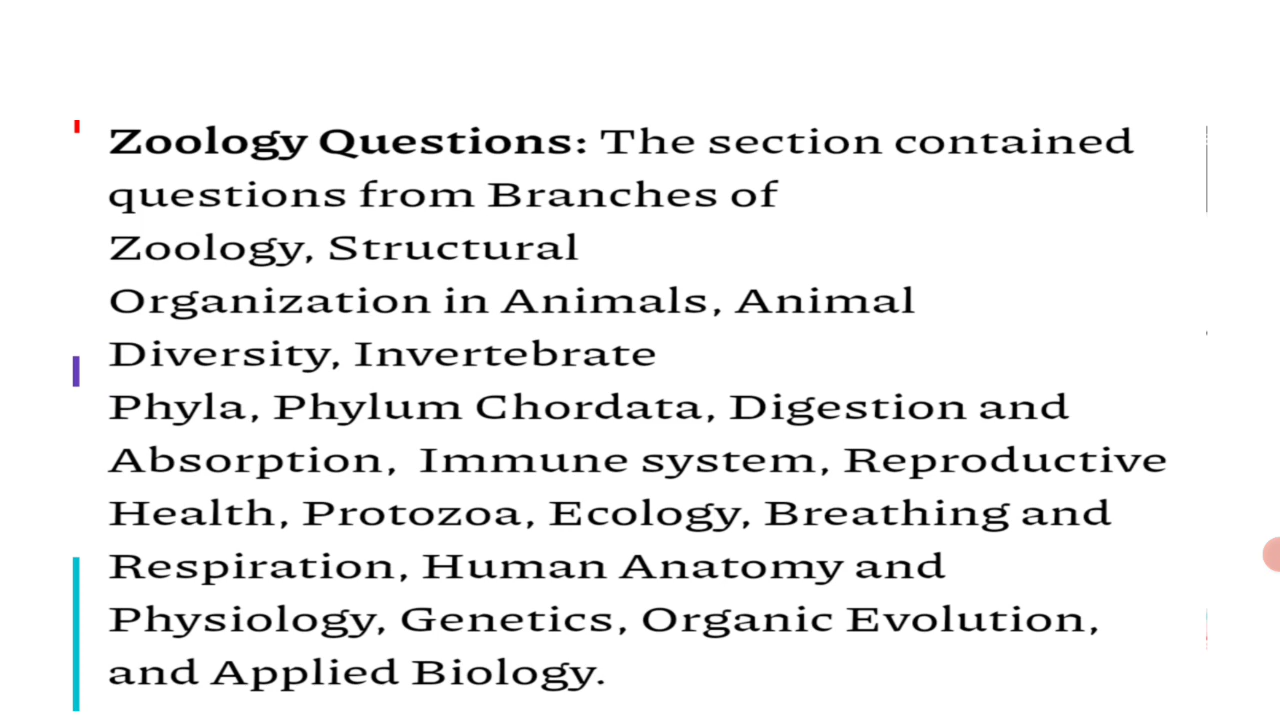 Zoology Questions: The section contained
questions from Branches of
Zoology, Structural
Organization in Animals, Animal
Diversity, Invertebrate
Phyla, Phylum Chordata, Digestion and
Absorption, Immune system, Reproductive
Health, Protozoa, Ecology, Breathing and
Respiration, Human Anatomy and
Physiology, Genetics, Organic Evolution,
and Applied Biology.